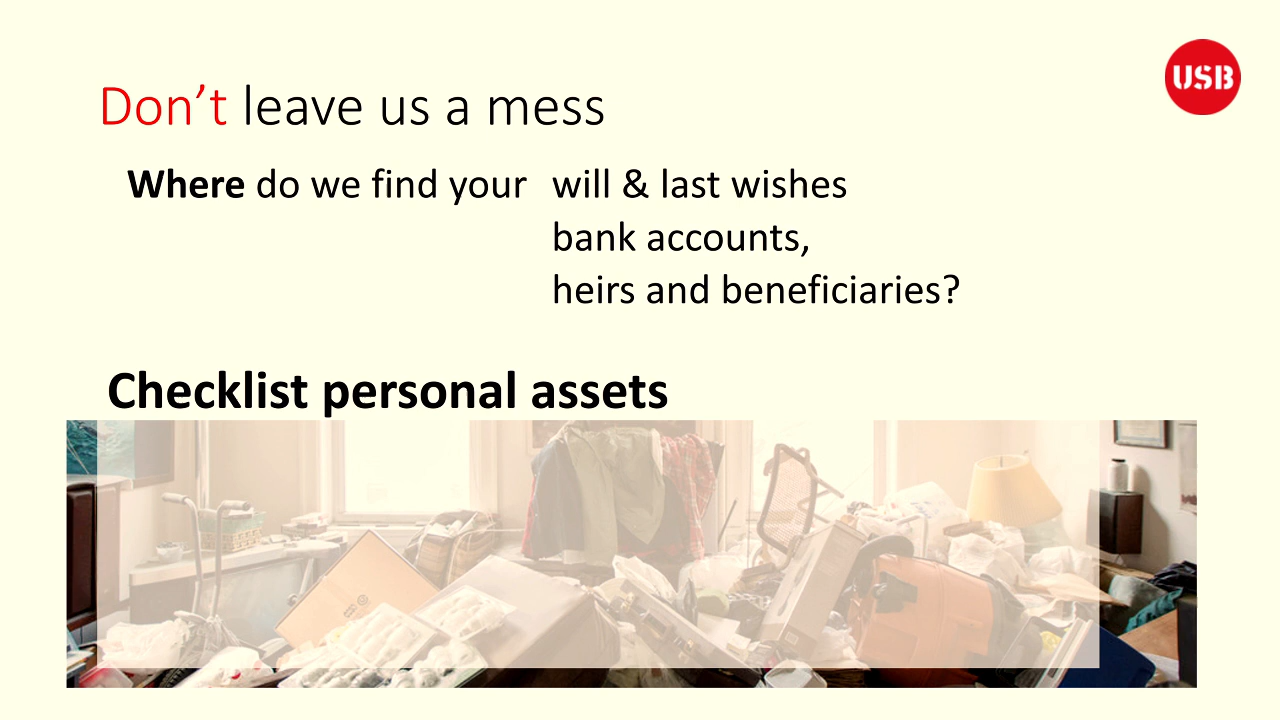 USB
Don't leave us a mess
Where do we find your will & last wishes
bank accounts,
heirs and beneficiaries?
Checklist personal assets